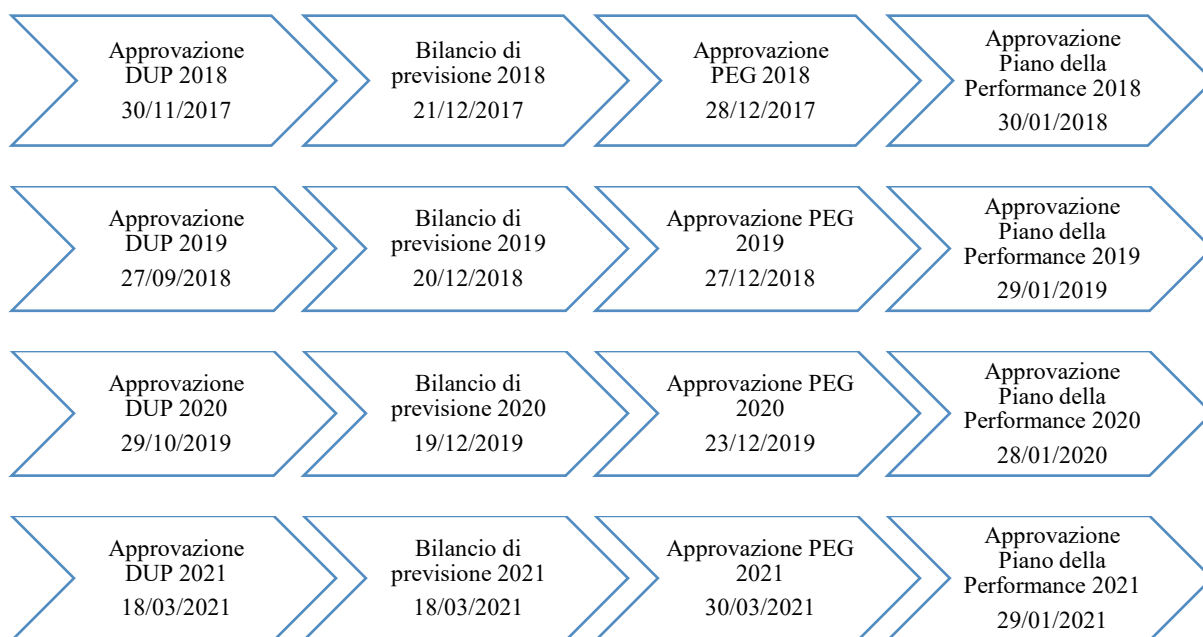 Approvazione
DUP 2018
30/11/2017
Bilancio di
previsione 2018
21/12/2017
Approvazione
PEG 2018
28/12/2017
Approvazione
Piano della
Performance 2018
30/01/2018
Approvazione
DUP 2019
27/09/2018
Bilancio di
previsione 2019
20/12/2018
Approvazione PEG
2019
27/12/2018
Approvazione
Piano della
Performance 2019
29/01/2019
Approvazione
DUP 2020
29/10/2019
Bilancio di
previsione 2020
19/12/2019
Approvazione PEG
2020
23/12/2019
Approvazione
Piano della
Performance 2020
28/01/2020
Approvazione
DUP 2021
18/03/2021
Bilancio di
previsione 2021
18/03/2021
Approvazione PEG
2021
30/03/2021
Approvazione
Piano della
Performance 2021
29/01/2021